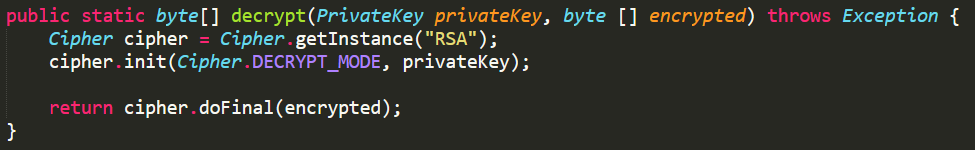 public static byte[] decrypt(PrivateKey privateKey, byte [] encrypted) throws Exception {
    Cipher cipher = Cipher.getInstance("RSA");
    cipher.init(Cipher.DECRYPT_MODE, privateKey);

    return cipher.doFinal(encrypted);
}